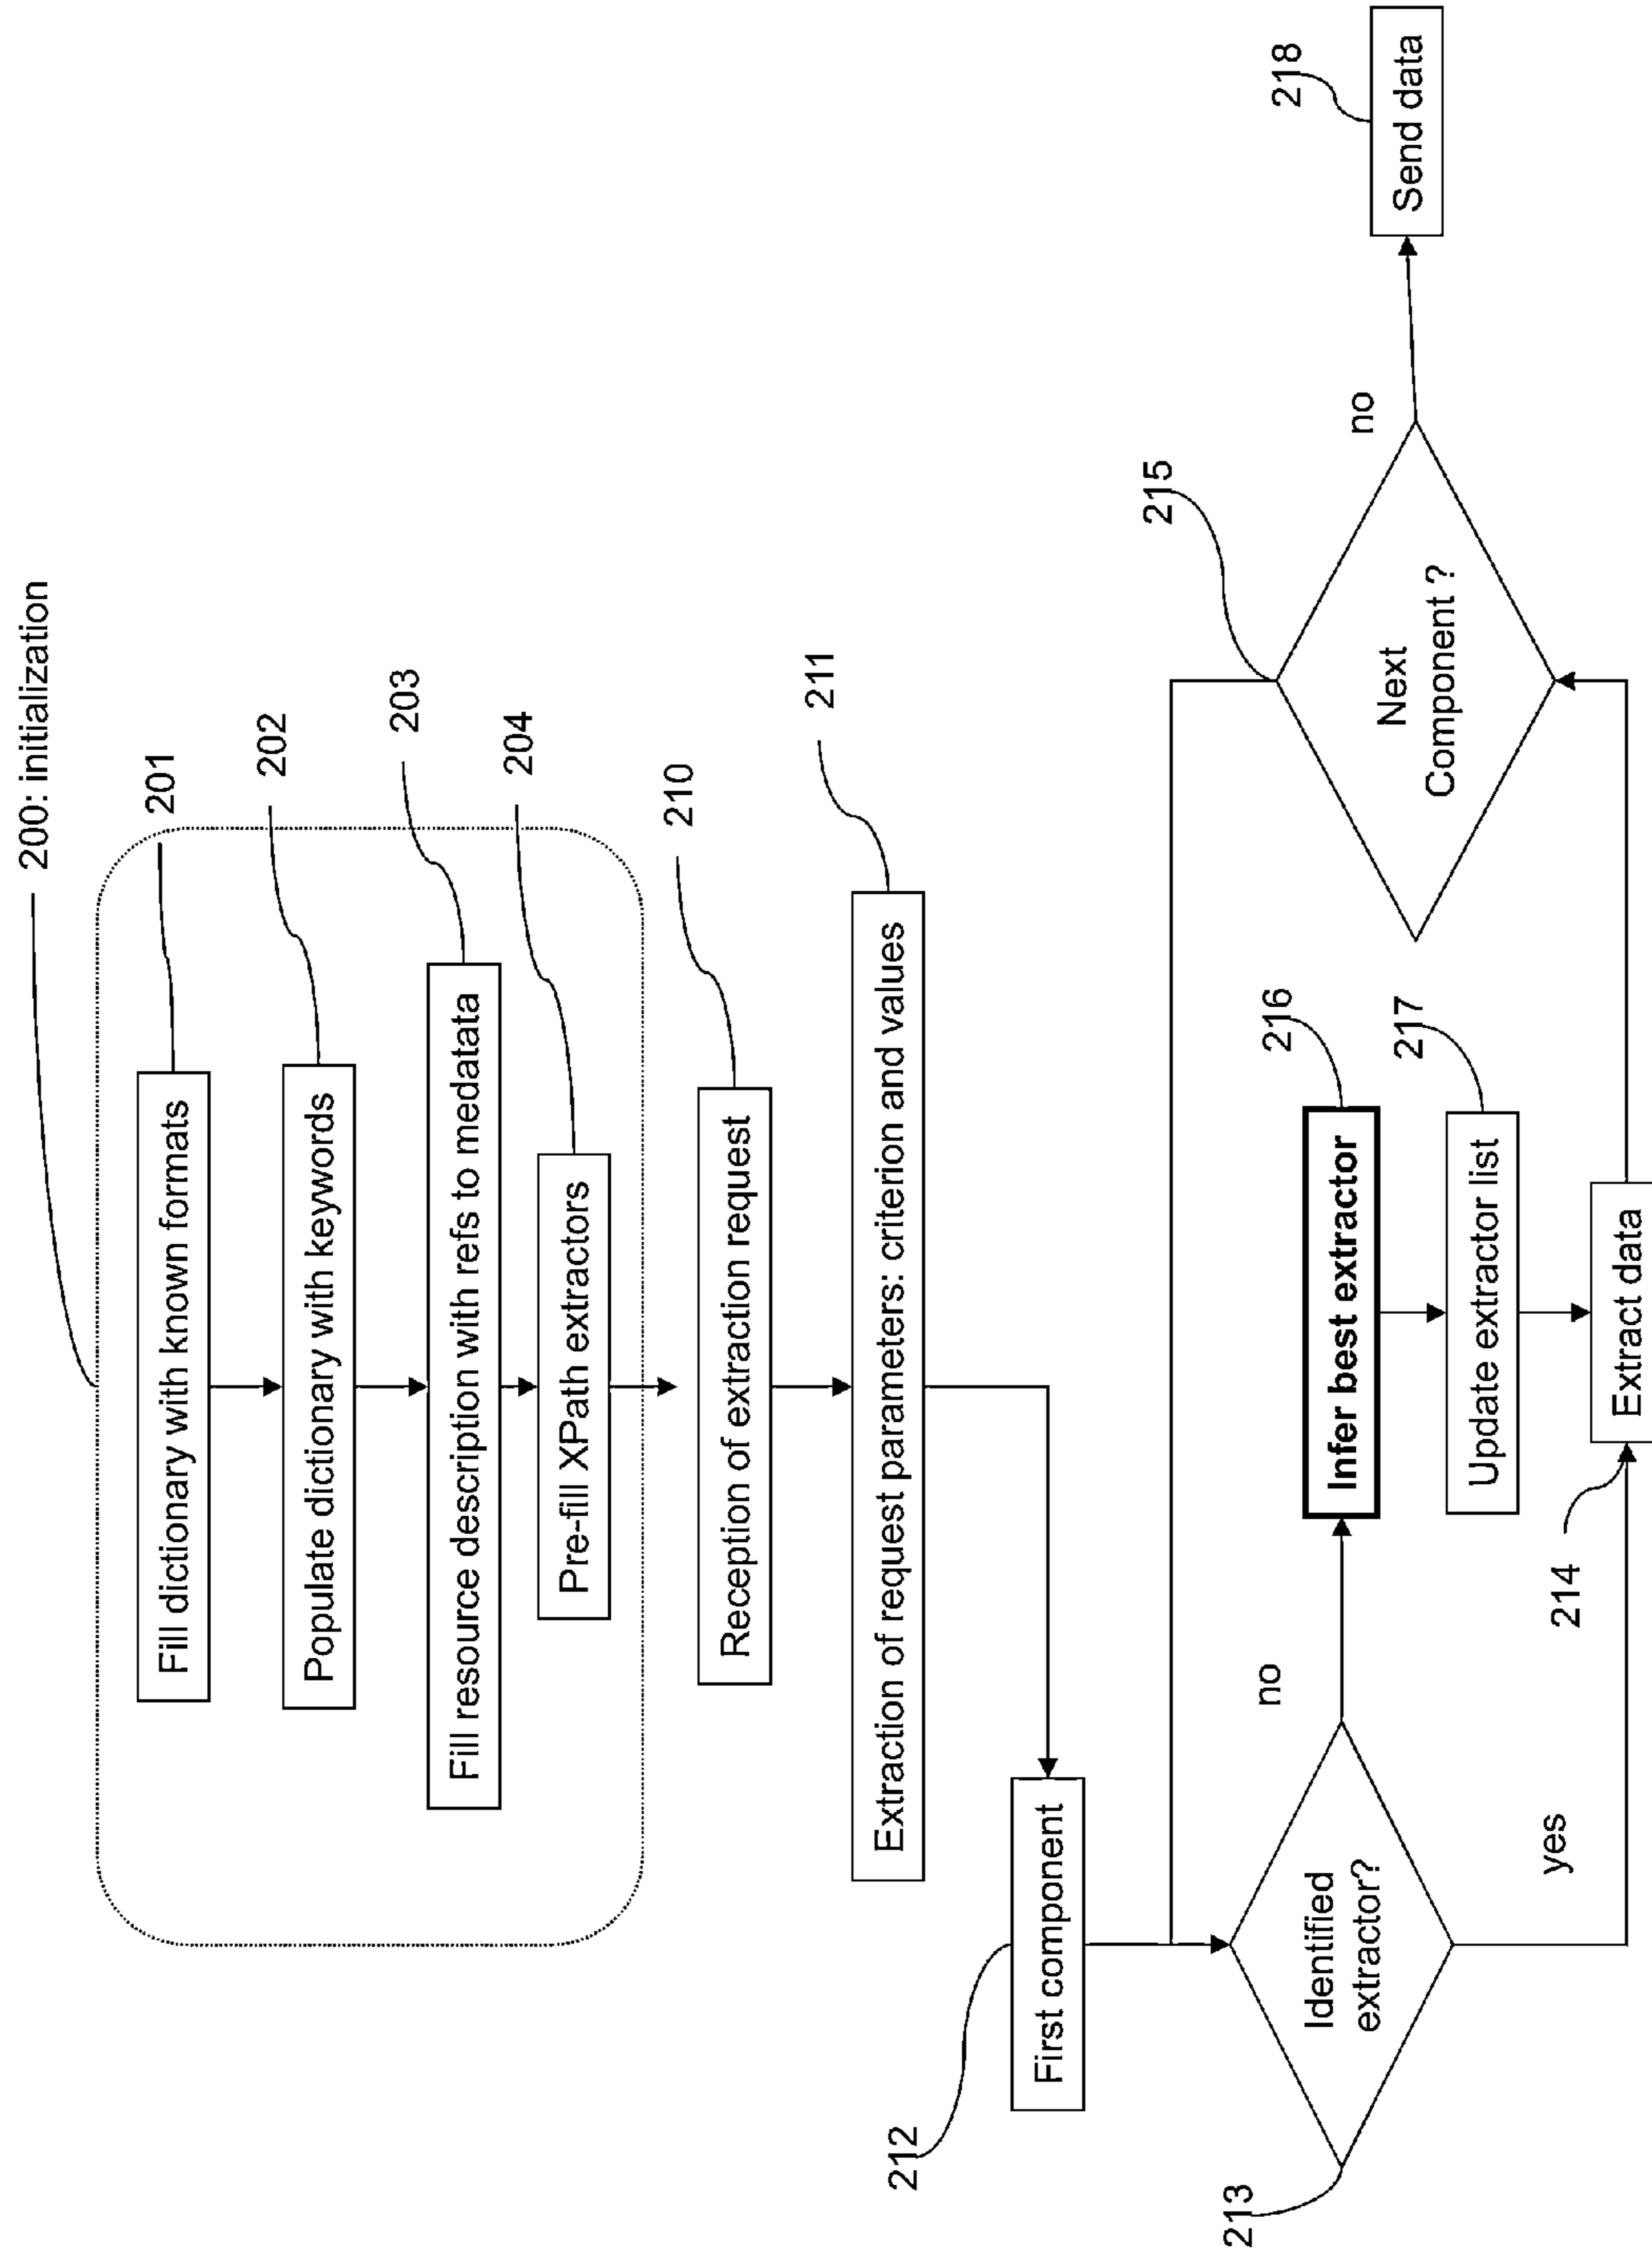 200: initialization
Fill dictionary with known formats
201
Populate dictionary with keywords
202
Fill resource description with refs to medatata
203
Pre-fill XPath extractors
204
Reception of extraction request
210
Extraction of request parameters: criterion and values
211
212
First component
213
Identified
extractor?
no
yes
Infer best extractor
216
Update extractor list
217
214
Extract data
215
Next
Component ?
no
Send data
218